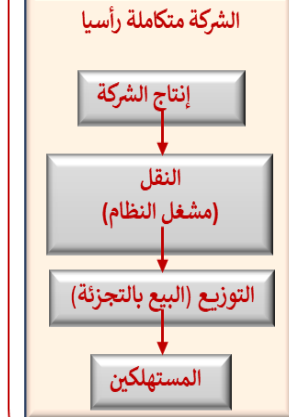 الشركة متكاملة رأسيا
إنتاج الشركة
النقل
(مشغل النظام)
التوزيع (البيع بالتجزئة)
المستهلكين